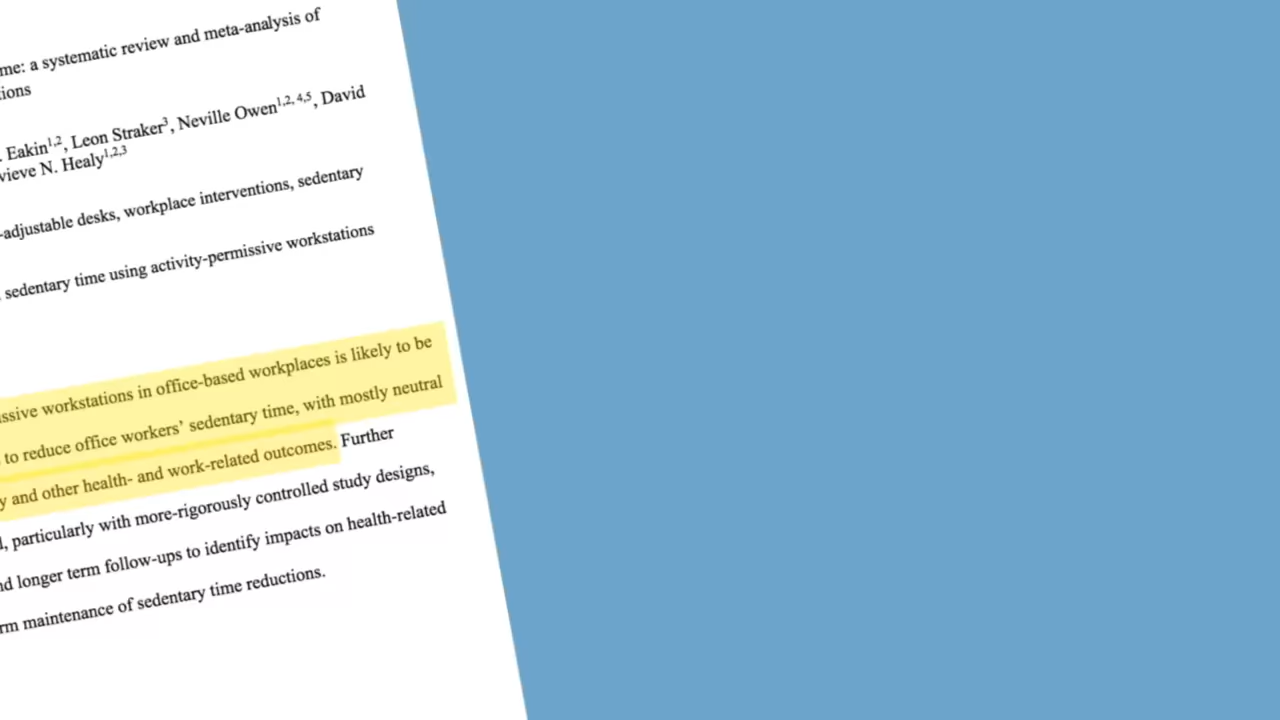 me: a systematic review and meta-analysis of
tions
. Eakin1,2, Leon Straker3, Neville Owen1,2, 4,5, David
vieve N. Healy1,2,3
-adjustable desks, workplace interventions, sedentary
sedentary time using activity-permissive workstations
issive workstations in office-based workplaces is likely to be
to reduce office workers’ sedentary time, with mostly neutral
y and other health- and work-related outcomes. Further
, particularly with more-rigorously controlled study designs,
nd longer term follow-ups to identify impacts on health-related
rm maintenance of sedentary time reductions.